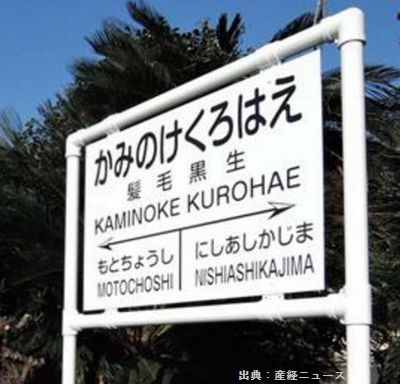 かみのけくろはえ
髪毛黒生
KAMINOKE KUROHAE
もとちょうし
MOTOCHOSHI
にしあしかじま
NISHIASHIKAJIMA
出典：産経ニュース